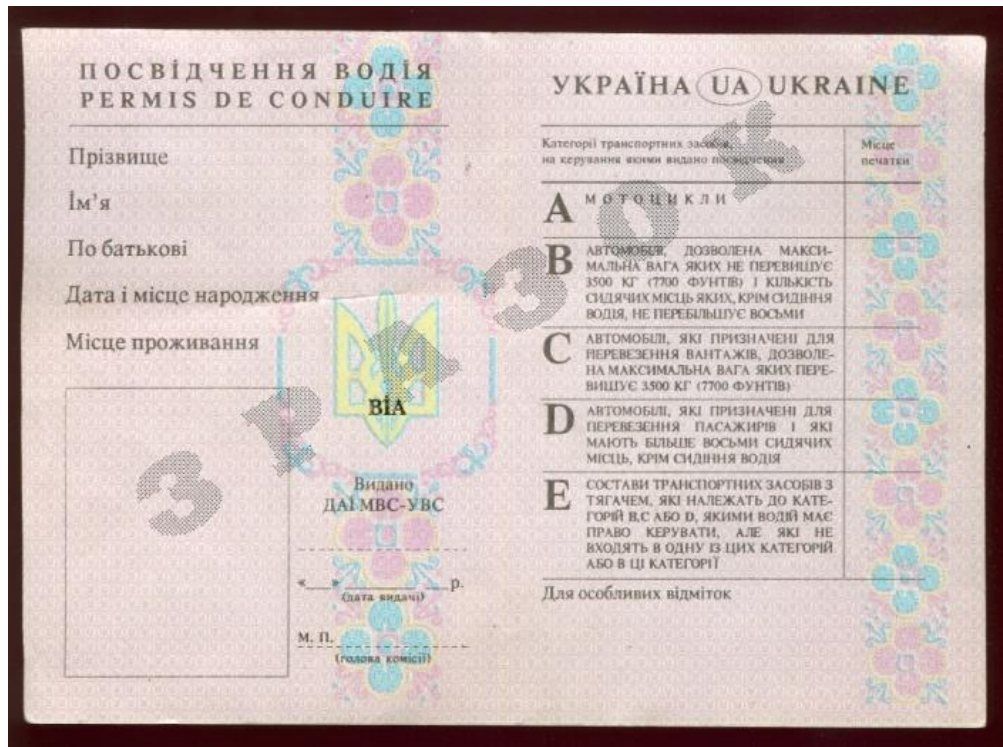 ПОСВІДЧЕННЯ ВОДІЯ
PERMIS DE CONDUIRE
Прізвище
Ім'я
По батькові
Дата і місце народження
Місце проживання
ВІА
Видано
ДАІ МВС-УВС
«__»__________р.
(дата видачі)
М. П.
(голова комісії)
УКРАЇНА UA UKRAINE
Категорії транспортних засобів,
на керування якими видано посвідчення
Місце
печатки
A МОТОЦИКЛИ
B АВТОМОБІЛІ, ДОЗВОЛЕНА МАКСИ-
МАЛЬНА ВАГА ЯКИХ НЕ ПЕРЕВИЩУЄ
3500 КГ (7700 ФУНТІВ) І КІЛЬКІСТЬ
СИДЯЧИХ МІСЦЬ ЯКИХ, КРІМ СИДІННЯ
ВОДІЯ, НЕ ПЕРЕБІЛЬШУЄ ВОСЬМИ
C АВТОМОБІЛІ, ЯКІ ПРИЗНАЧЕНІ ДЛЯ
ПЕРЕВЕЗЕННЯ ВАНТАЖІВ, ДОЗВОЛЕ-
НА МАКСИМАЛЬНА ВАГА ЯКИХ ПЕРЕ-
ВИЩУЄ 3500 КГ (7700 ФУНТІВ)
D АВТОМОБІЛІ, ЯКІ ПРИЗНАЧЕНІ ДЛЯ
ПЕРЕВЕЗЕННЯ ПАСАЖИРІВ І ЯКІ
МАЮТЬ БІЛЬШЕ ВОСЬМИ СИДЯЧИХ
МІСЦЬ, КРІМ СИДІННЯ ВОДІЯ
E СОСТАВИ ТРАНСПОРТНИХ ЗАСОБІВ З
ТЯГАЧЕМ, ЯКІ НАЛЕЖАТЬ ДО КАТЕ-
ГОРІЙ В,С АБО D, ЯКИМИ ВОДІЙ МАЄ
ПРАВО КЕРУВАТИ, АЛЕ ЯКІ НЕ
ВХОДЯТЬ В ОДНУ ІЗ ЦИХ КАТЕГОРІЙ
АБО В ЦІ КАТЕГОРІЇ
Для особливих відміток
ЗРАЗОК